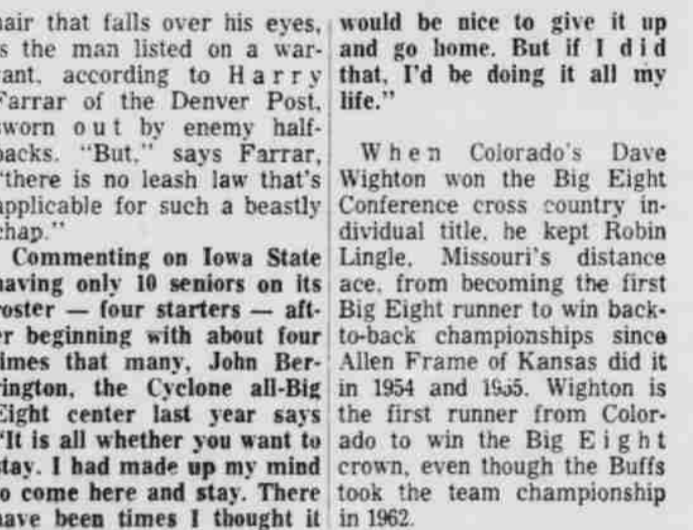 air that falls over his eyes,
s the man listed on a war-
ant, according to Harry
Farrar of the Denver Post,
sworn out by enemy half-
backs. "But," says Farrar,
"there is no leash law that's
applicable for such a beastly
chap."
Commenting on Iowa State
having only 10 seniors on its
roster — four starters — aft-
er beginning with about four
times that many, John Ber-
rington, the Cyclone all-Big
Eight center last year says
"It is all whether you want to
stay. I had made up my mind
to come here and stay. There
have been times I thought it
would be nice to give it up
and go home. But if I did
that, I'd be doing it all my
life."
When Colorado's Dave
Wighton won the Big Eight
Conference cross country in-
dividual title, he kept Robin
Lingle, Missouri's distance
ace, from becoming the first
Big Eight runner to win back-
to-back championships since
Allen Frame of Kansas did it
in 1954 and 1955. Wighton is
the first runner from Color-
ado to win the Big Eight
crown, even though the Buffs
took the team championship
in 1962.